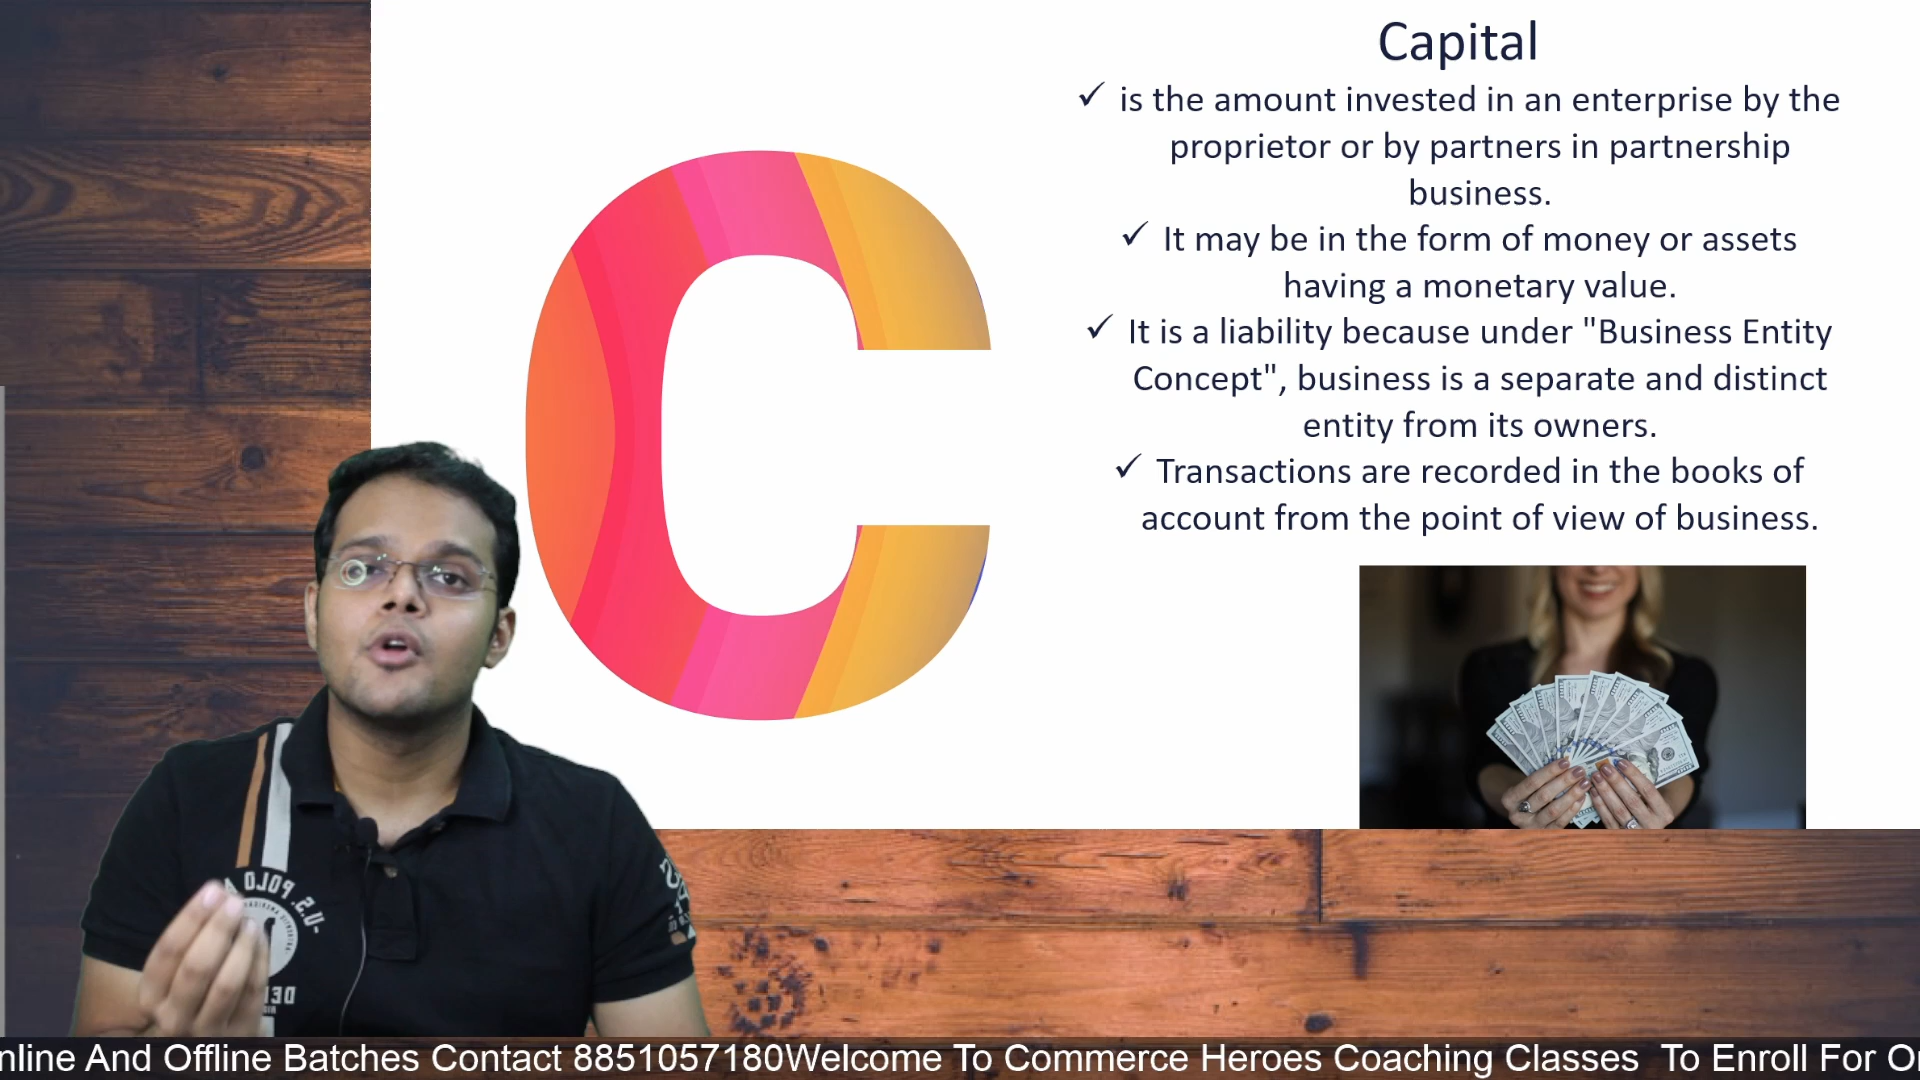 Capital
✓ is the amount invested in an enterprise by the
proprietor or by partners in partnership
business.
✓ It may be in the form of money or assets
having a monetary value.
✓ It is a liability because under "Business Entity
Concept", business is a separate and distinct
entity from its owners.
✓ Transactions are recorded in the books of
account from the point of view of business.
C
U.S. POLO A
DE
nline And Offline Batches Contact 8851057180Welcome To Commerce Heroes Coaching Classes To Enroll For O